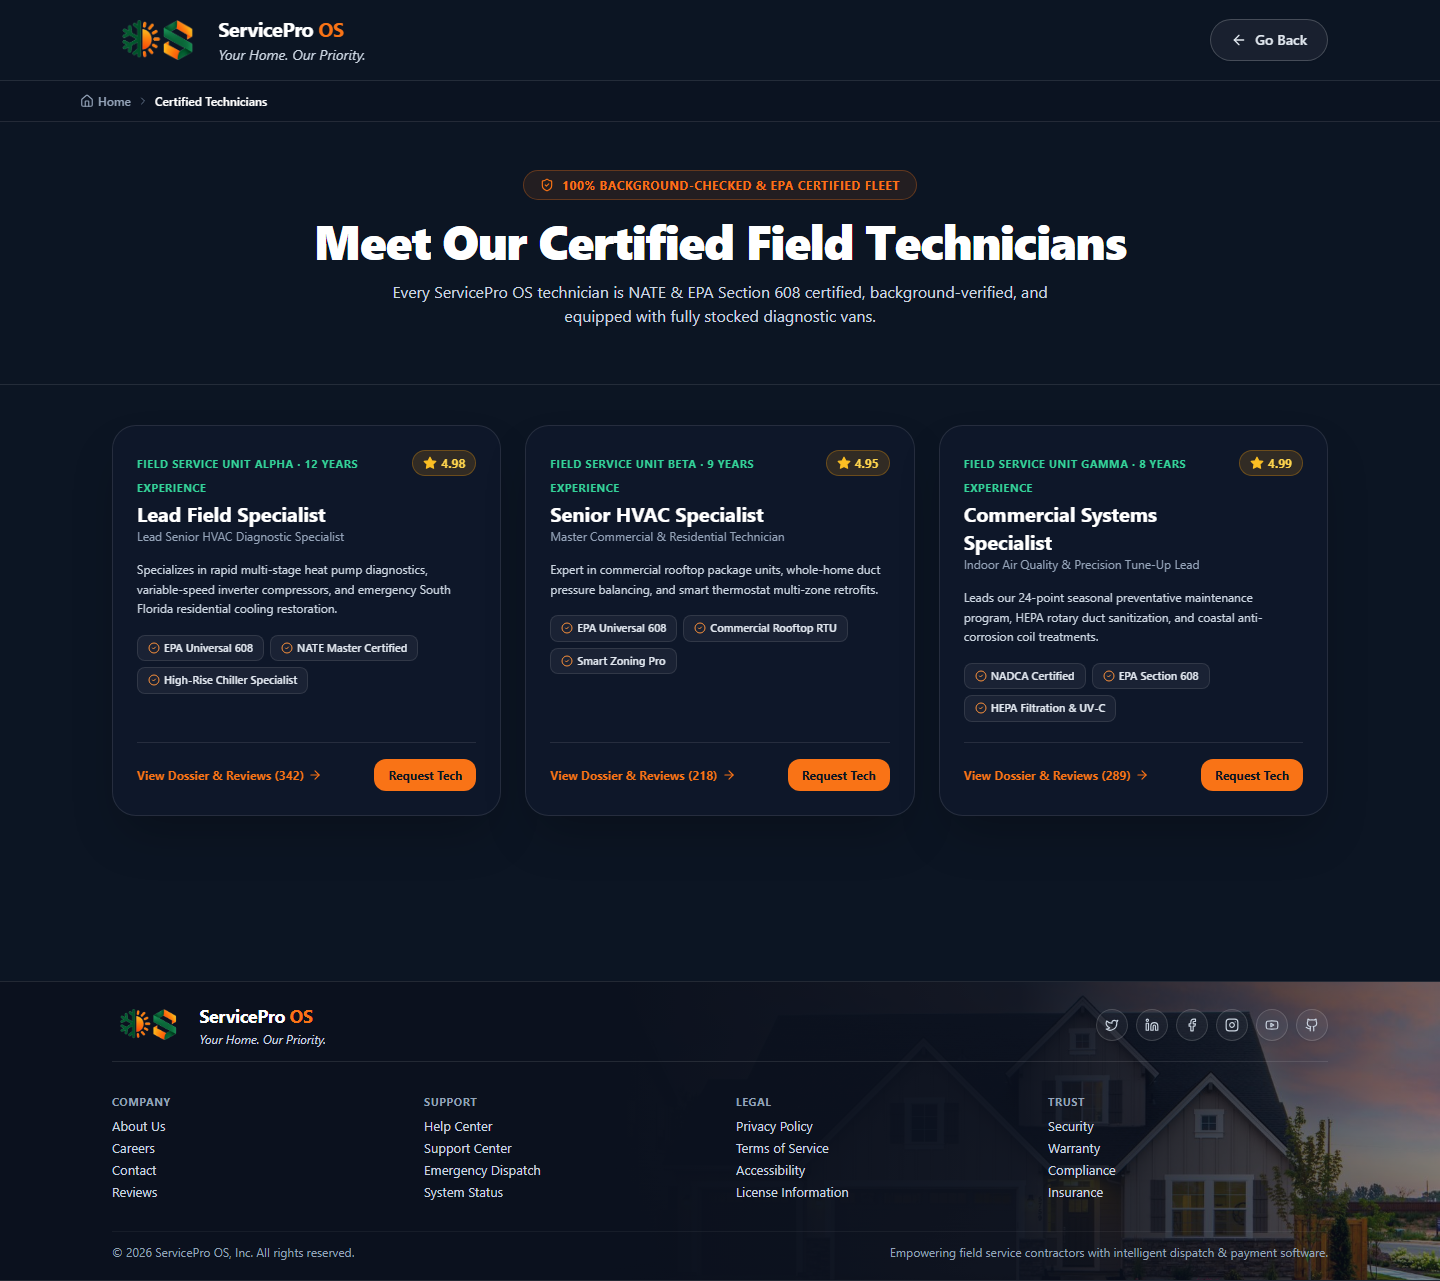 ServicePro OS
Your Home. Our Priority.
Go Back
Home
Certified Technicians
100% BACKGROUND-CHECKED & EPA CERTIFIED FLEET
Meet Our Certified Field Technicians
Every ServicePro OS technician is NATE & EPA Section 608 certified, background-verified, and
equipped with fully stocked diagnostic vans.
FIELD SERVICE UNIT ALPHA · 12 YEARS
EXPERIENCE
4.98
Lead Field Specialist
Lead Senior HVAC Diagnostic Specialist
Specializes in rapid multi-stage heat pump diagnostics,
variable-speed inverter compressors, and emergency South
Florida residential cooling restoration.
EPA Universal 608
NATE Master Certified
High-Rise Chiller Specialist
View Dossier & Reviews (342)
Request Tech
FIELD SERVICE UNIT BETA · 9 YEARS
EXPERIENCE
4.95
Senior HVAC Specialist
Master Commercial & Residential Technician
Expert in commercial rooftop package units, whole-home duct
pressure balancing, and smart thermostat multi-zone retrofits.
EPA Universal 608
Commercial Rooftop RTU
Smart Zoning Pro
View Dossier & Reviews (218)
Request Tech
FIELD SERVICE UNIT GAMMA · 8 YEARS
EXPERIENCE
4.99
Commercial Systems
Specialist
Indoor Air Quality & Precision Tune-Up Lead
Leads our 24-point seasonal preventative maintenance
program, HEPA rotary duct sanitization, and coastal anti-
corrosion coil treatments.
NADCA Certified
EPA Section 608
HEPA Filtration & UV-C
View Dossier & Reviews (289)
Request Tech
ServicePro OS
Your Home. Our Priority.
COMPANY
About Us
Careers
Contact
Reviews
SUPPORT
Help Center
Support Center
Emergency Dispatch
System Status
LEGAL
Privacy Policy
Terms of Service
Accessibility
License Information
TRUST
Security
Warranty
Compliance
Insurance
© 2026 ServicePro OS, Inc. All rights reserved.
Empowering field service contractors with intelligent dispatch & payment software.